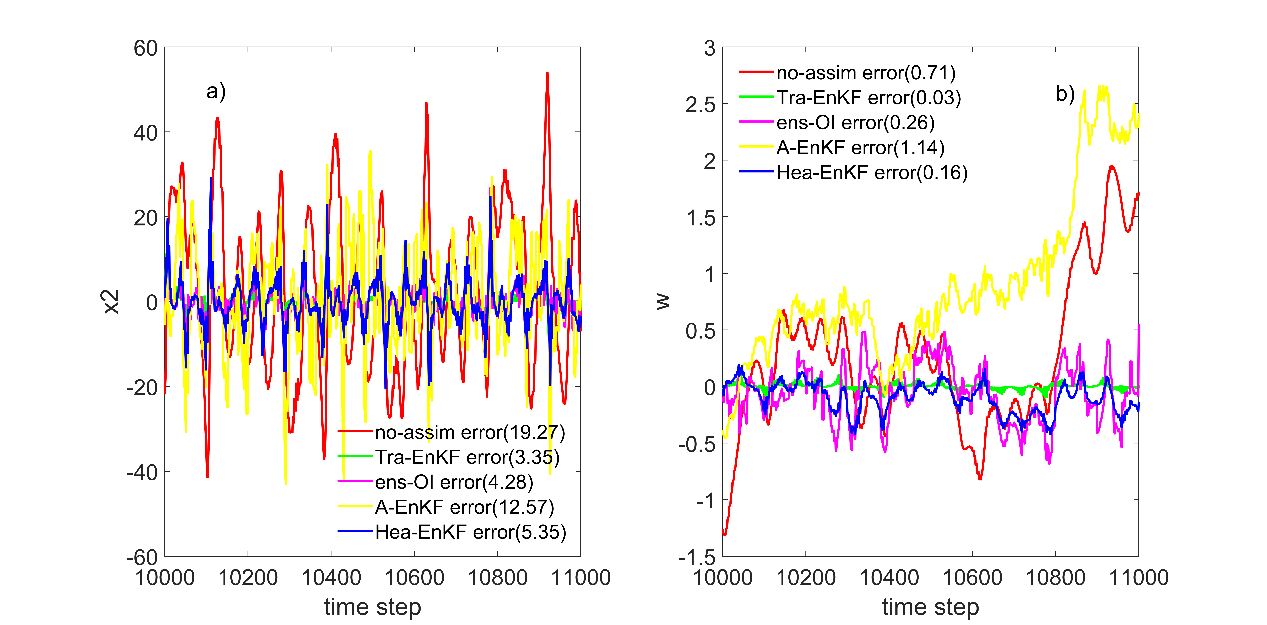 a)
60
40
20
0
-20
-40
-60
x2
no-assim error(19.27)
Tra-EnKF error(3.35)
ens-OI error(4.28)
A-EnKF error(12.57)
Hea-EnKF error(5.35)
10000 10200 10400 10600 10800 11000
time step
b)
3
2.5
2
1.5
1
0.5
0
-0.5
-1
-1.5
w
no-assim error(0.71)
Tra-EnKF error(0.03)
ens-OI error(0.26)
A-EnKF error(1.14)
Hea-EnKF error(0.16)
10000 10200 10400 10600 10800 11000
time step